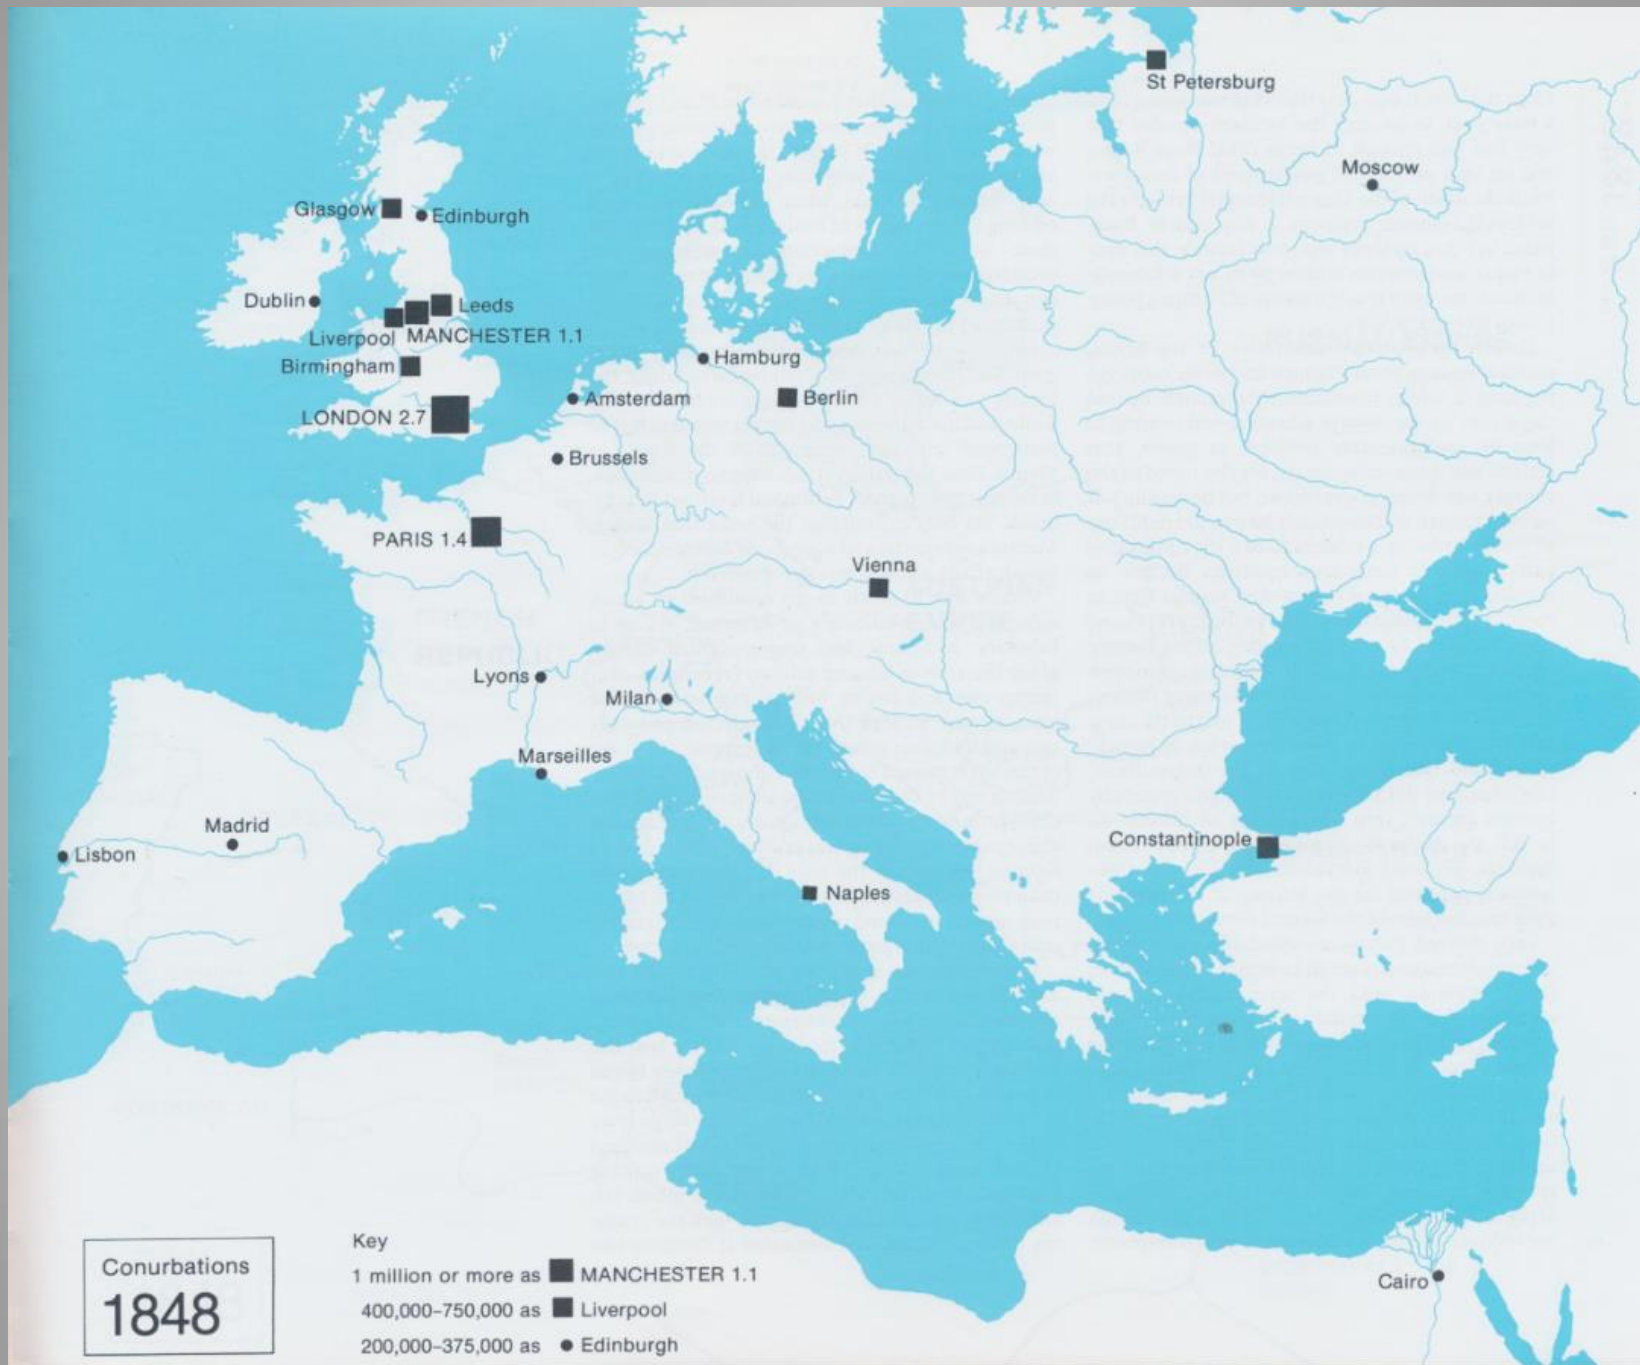 St Petersburg
Moscow
Glasgow
Edinburgh
Dublin
Leeds
Liverpool
MANCHESTER 1.1
Birmingham
Hamburg
LONDON 2.7
Amsterdam
Berlin
Brussels
PARIS 1.4
Vienna
Lyons
Milan
Marseilles
Madrid
Lisbon
Constantinople
Naples
Cairo
Conurbations
1848
Key
1 million or more as MANCHESTER 1.1
400,000–750,000 as Liverpool
200,000–375,000 as Edinburgh